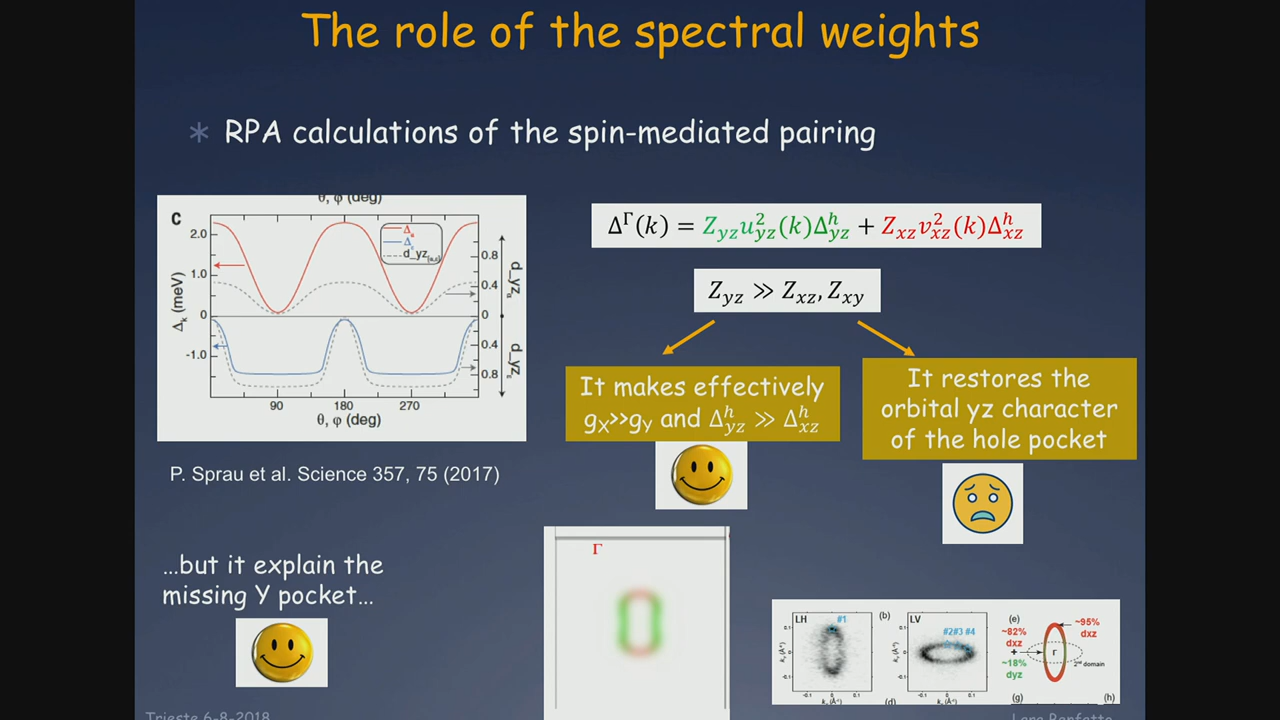 The role of the spectral weights
RPA calculations of the spin-mediated pairing
θ, φ (deg)
C
2.0
1.0
0
-1.0
Δk (meV)
0.8
0.4
0
0.4
0.8
90 180 270
θ, φ (deg)
P. Sprau et al. Science 357, 75 (2017)
Δ^Γ(k) = Z_yz u²_yz(k)Δ^h_yz + Z_xz v²_xz(k)Δ^h_xz
Z_yz ≫ Z_xz, Z_xy
It makes effectively
g_X>>g_Y and Δ^h_yz ≫ Δ^h_xz
It restores the
orbital yz character
of the hole pocket
...but it explain the
missing Y pocket...
Γ
LH
#1
(b)
LV
#2#3 #4
(e)
~82%
dxz
+
~18%
dyz
Γ
~95%
dxz
2nd domain
(d)
(g)
(h)
Trieste 6-8-2018